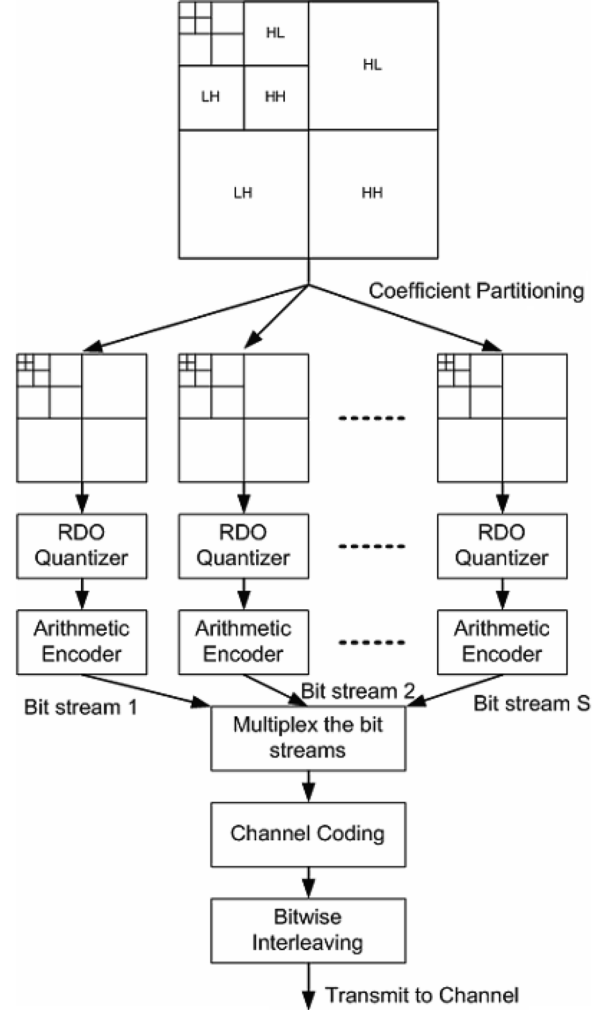 HL
HL
LH
HH
LH
HH
Coefficient Partitioning
RDO
Quantizer
RDO
Quantizer
RDO
Quantizer
Arithmetic
Encoder
Arithmetic
Encoder
Arithmetic
Encoder
Bit stream 1
Bit stream 2
Bit stream S
Multiplex the bit
streams
Channel Coding
Bitwise
Interleaving
Transmit to Channel